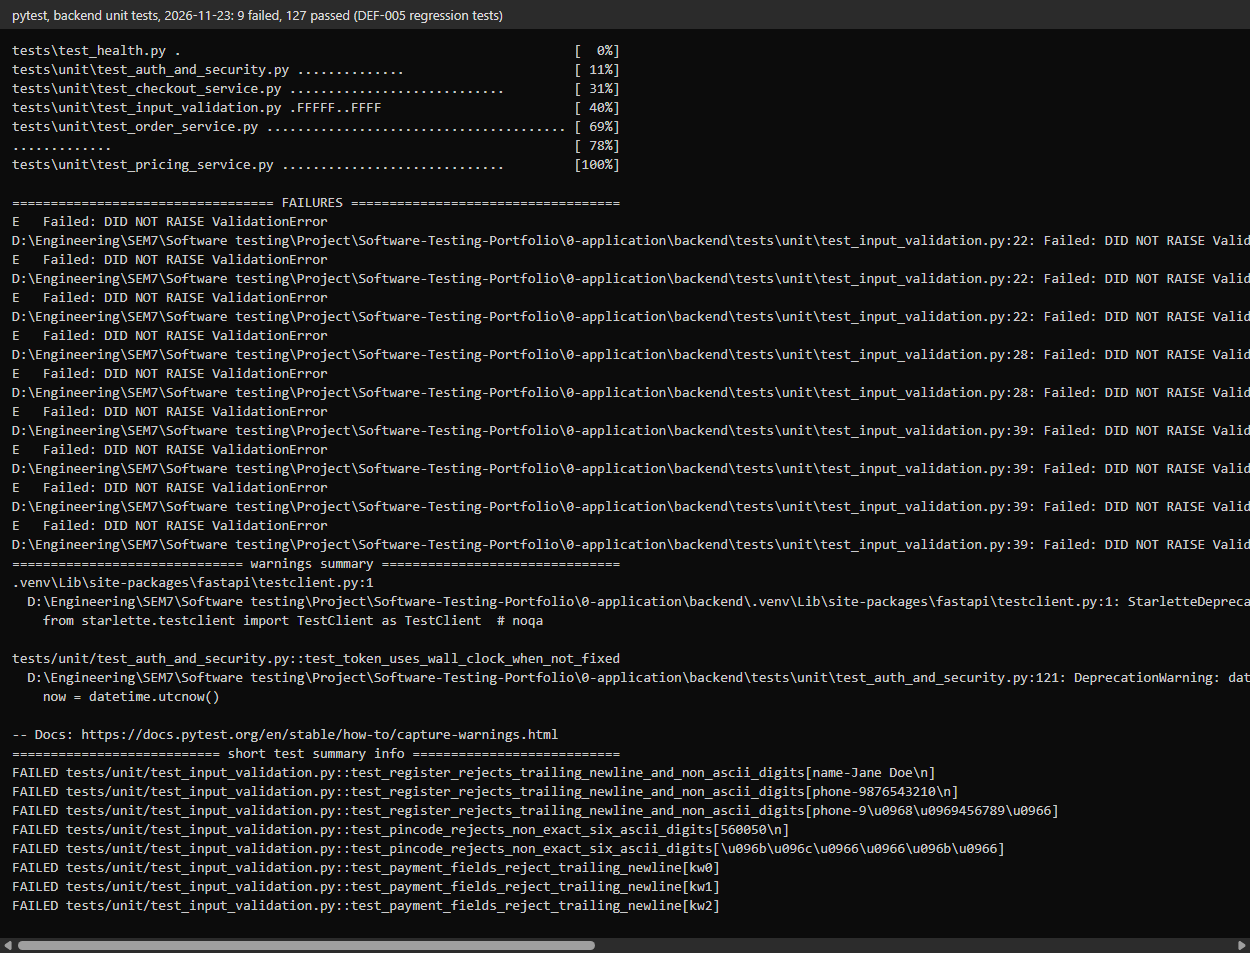 pytest, backend unit tests, 2026-11-23: 9 failed, 127 passed (DEF-005 regression tests)
tests\test_health.py . [  0%]
tests\unit\test_auth_and_security.py .............. [ 11%]
tests\unit\test_checkout_service.py ............................ [ 31%]
tests\unit\test_input_validation.py .FFFFF..FFFF [ 40%]
tests\unit\test_order_service.py ....................................... [ 69%]
............. [ 78%]
tests\unit\test_pricing_service.py ............................. [100%]
================================== FAILURES ===================================
E   Failed: DID NOT RAISE ValidationError
D:\Engineering\SEM7\Software testing\Project\Software-Testing-Portfolio\0-application\backend\tests\unit\test_input_validation.py:22: Failed: DID NOT RAISE Valid
E   Failed: DID NOT RAISE ValidationError
D:\Engineering\SEM7\Software testing\Project\Software-Testing-Portfolio\0-application\backend\tests\unit\test_input_validation.py:22: Failed: DID NOT RAISE Valid
E   Failed: DID NOT RAISE ValidationError
D:\Engineering\SEM7\Software testing\Project\Software-Testing-Portfolio\0-application\backend\tests\unit\test_input_validation.py:22: Failed: DID NOT RAISE Valid
E   Failed: DID NOT RAISE ValidationError
D:\Engineering\SEM7\Software testing\Project\Software-Testing-Portfolio\0-application\backend\tests\unit\test_input_validation.py:28: Failed: DID NOT RAISE Valid
E   Failed: DID NOT RAISE ValidationError
D:\Engineering\SEM7\Software testing\Project\Software-Testing-Portfolio\0-application\backend\tests\unit\test_input_validation.py:28: Failed: DID NOT RAISE Valid
E   Failed: DID NOT RAISE ValidationError
D:\Engineering\SEM7\Software testing\Project\Software-Testing-Portfolio\0-application\backend\tests\unit\test_input_validation.py:39: Failed: DID NOT RAISE Valid
E   Failed: DID NOT RAISE ValidationError
D:\Engineering\SEM7\Software testing\Project\Software-Testing-Portfolio\0-application\backend\tests\unit\test_input_validation.py:39: Failed: DID NOT RAISE Valid
E   Failed: DID NOT RAISE ValidationError
D:\Engineering\SEM7\Software testing\Project\Software-Testing-Portfolio\0-application\backend\tests\unit\test_input_validation.py:39: Failed: DID NOT RAISE Valid
E   Failed: DID NOT RAISE ValidationError
D:\Engineering\SEM7\Software testing\Project\Software-Testing-Portfolio\0-application\backend\tests\unit\test_input_validation.py:39: Failed: DID NOT RAISE Valid
============================== warnings summary ===============================
.venv\Lib\site-packages\fastapi\testclient.py:1
  D:\Engineering\SEM7\Software testing\Project\Software-Testing-Portfolio\0-application\backend\.venv\Lib\site-packages\fastapi\testclient.py:1: StarletteDepreca
    from starlette.testclient import TestClient as TestClient  # noqa
tests/unit/test_auth_and_security.py::test_token_uses_wall_clock_when_not_fixed
  D:\Engineering\SEM7\Software testing\Project\Software-Testing-Portfolio\0-application\backend\tests\unit\test_auth_and_security.py:121: DeprecationWarning: dat
    now = datetime.utcnow()
-- Docs: https://docs.pytest.org/en/stable/how-to/capture-warnings.html
=========================== short test summary info ===========================
FAILED tests/unit/test_input_validation.py::test_register_rejects_trailing_newline_and_non_ascii_digits[name-Jane Doe\n]
FAILED tests/unit/test_input_validation.py::test_register_rejects_trailing_newline_and_non_ascii_digits[phone-9876543210\n]
FAILED tests/unit/test_input_validation.py::test_register_rejects_trailing_newline_and_non_ascii_digits[phone-9\u0968\u0969456789\u0966]
FAILED tests/unit/test_input_validation.py::test_pincode_rejects_non_exact_six_ascii_digits[560050\n]
FAILED tests/unit/test_input_validation.py::test_pincode_rejects_non_exact_six_ascii_digits[\u096b\u096c\u0966\u0966\u096b\u0966]
FAILED tests/unit/test_input_validation.py::test_payment_fields_reject_trailing_newline[kw0]
FAILED tests/unit/test_input_validation.py::test_payment_fields_reject_trailing_newline[kw1]
FAILED tests/unit/test_input_validation.py::test_payment_fields_reject_trailing_newline[kw2]